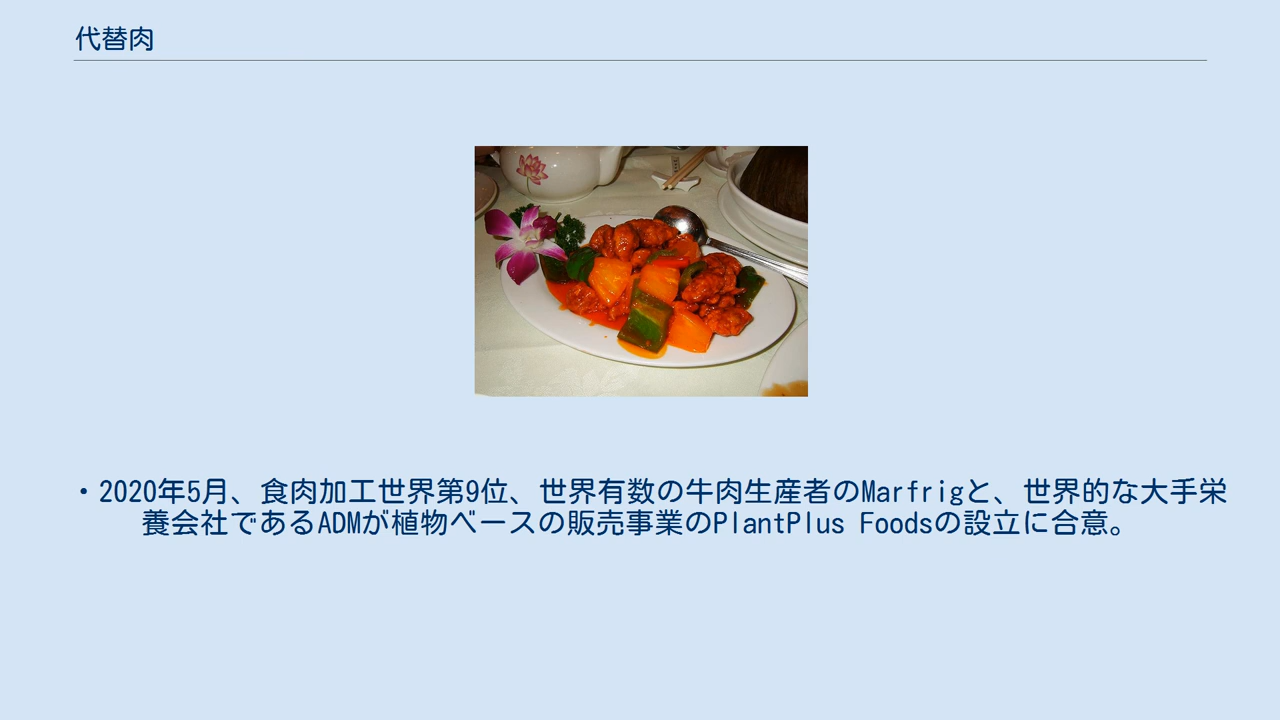 代替肉
・2020年5月、食肉加工世界第9位、世界有数の牛肉生産者のMarfrigと、世界的な大手栄
養会社であるADMが植物ベースの販売事業のPlantPlus Foodsの設立に合意。